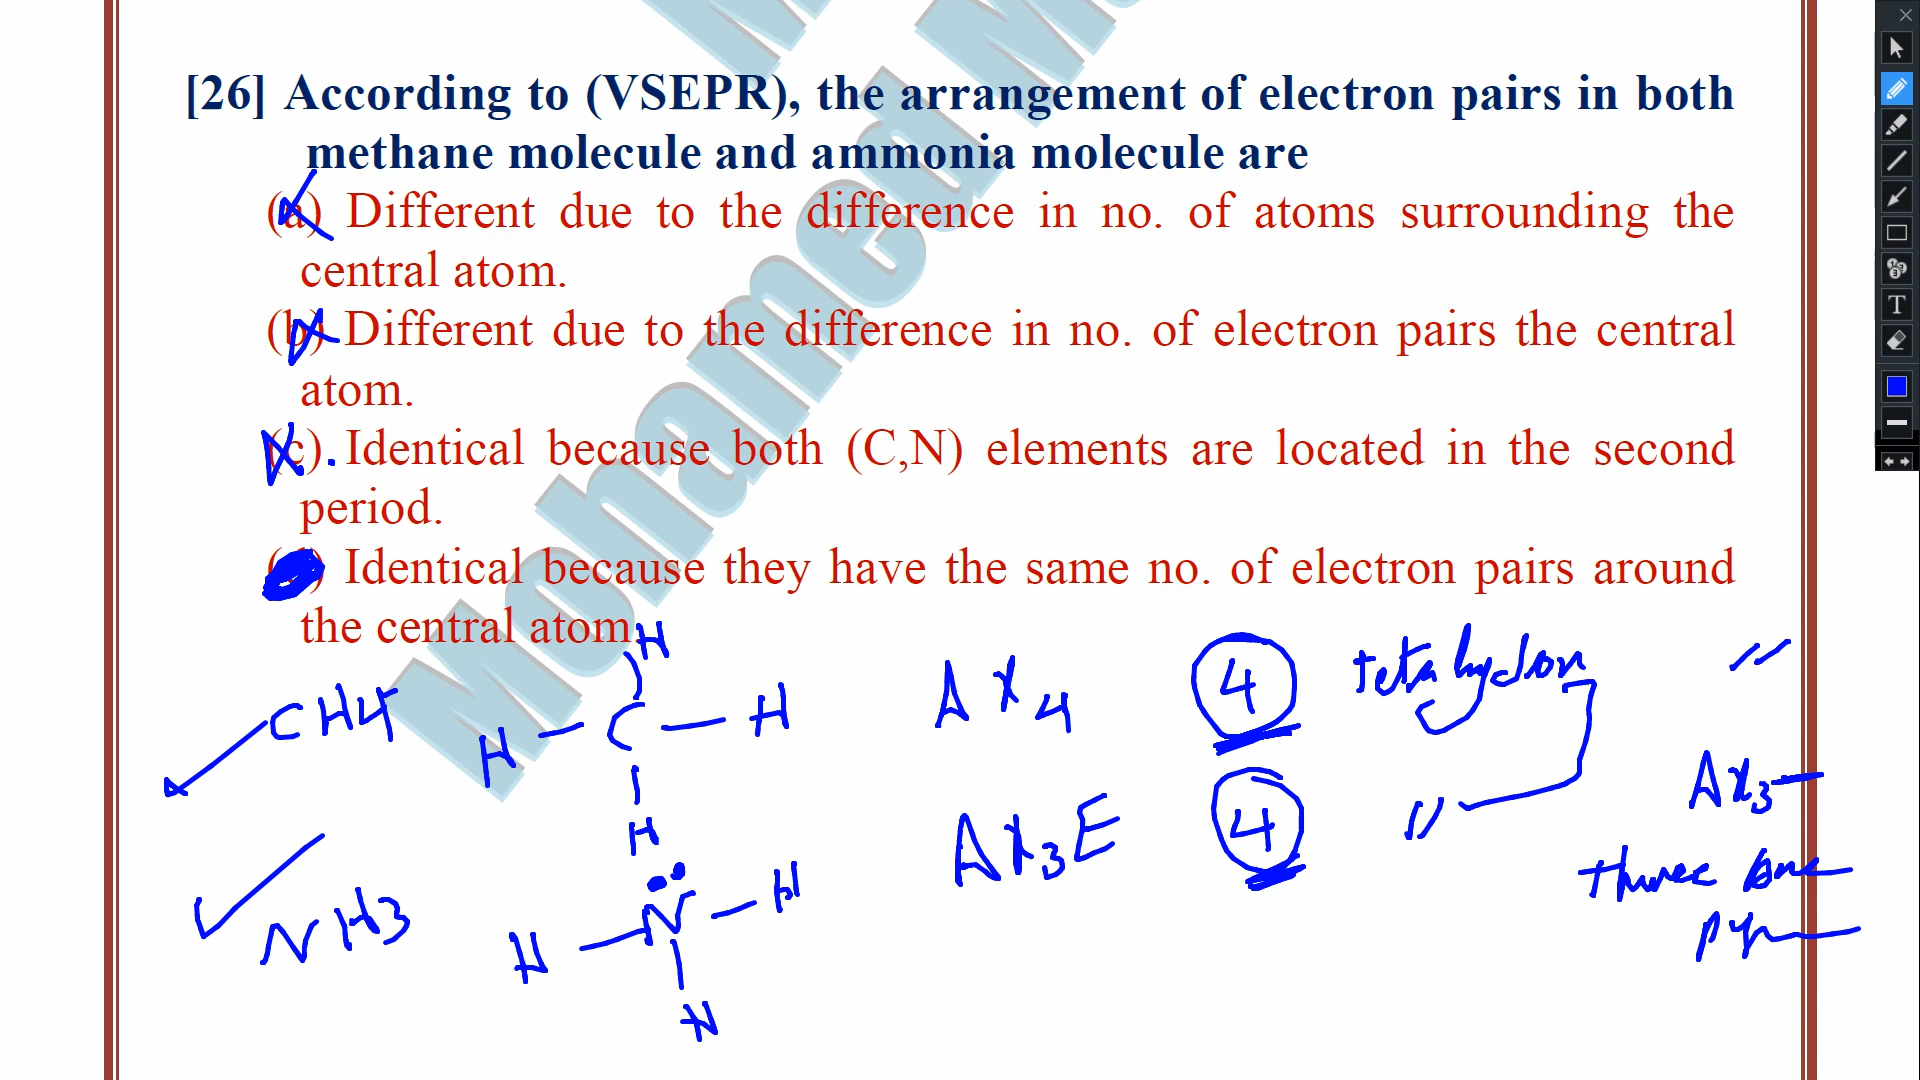 [26] According to (VSEPR), the arrangement of electron pairs in both
methane molecule and ammonia molecule are
(a) Different due to the difference in no. of atoms surrounding the
central atom.
(b) Different due to the difference in no. of electron pairs the central
atom.
(c). Identical because both (C,N) elements are located in the second
period.
(d) Identical because they have the same no. of electron pairs around
the central atom.
Mohamed
CH4
H
H C H
H
AX4
4
NH3
H N H
AX3E
4
AX3
three